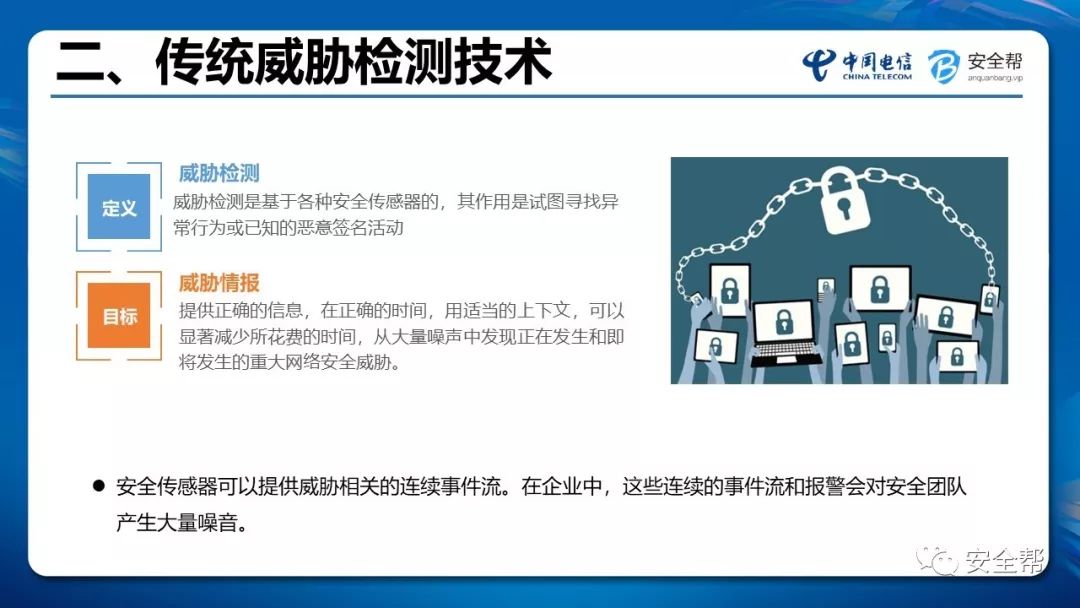 二、传统威胁检测技术
中国电信
CHINA TELECOM
安全帮
anquanbang.vip
定义
威胁检测
威胁检测是基于各种安全传感器的，其作用是试图寻找异
常行为或已知的恶意签名活动
目标
威胁情报
提供正确的信息，在正确的时间，用适当的上下文，可以
显著减少所花费的时间，从大量噪声中发现正在发生和即
将发生的重大网络安全威胁。
● 安全传感器可以提供威胁相关的连续事件流。在企业中，这些连续的事件流和报警会对安全团队
产生大量噪音。
安全帮